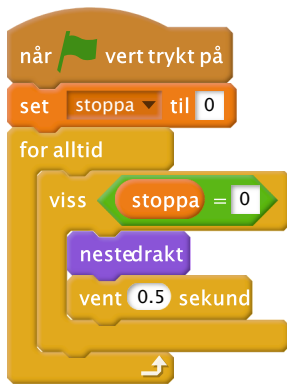 når vert trykt på
set stoppa til 0
for alltid
viss stoppa = 0
nestedrakt
vent 0.5 sekund